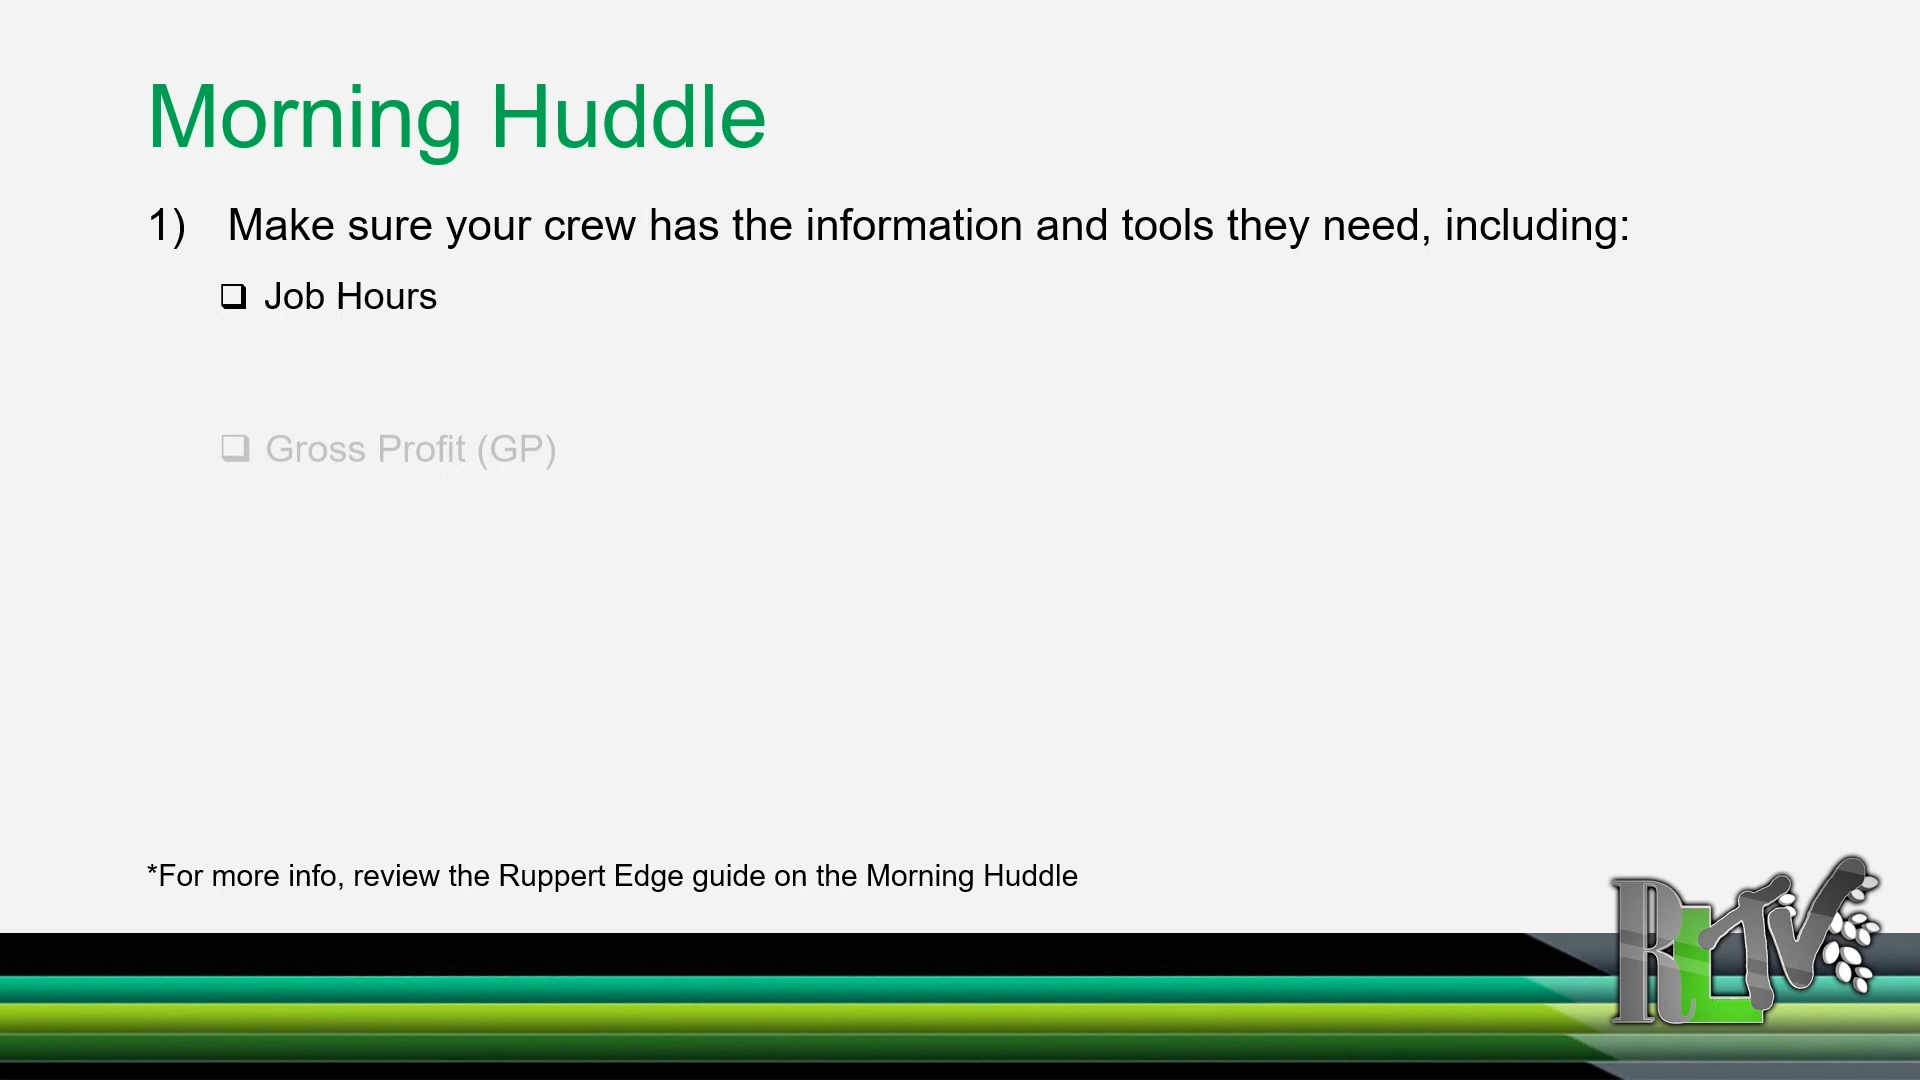 Morning Huddle
1) Make sure your crew has the information and tools they need, including:
❑ Job Hours
❑ Gross Profit (GP)
*For more info, review the Ruppert Edge guide on the Morning Huddle
RLTV